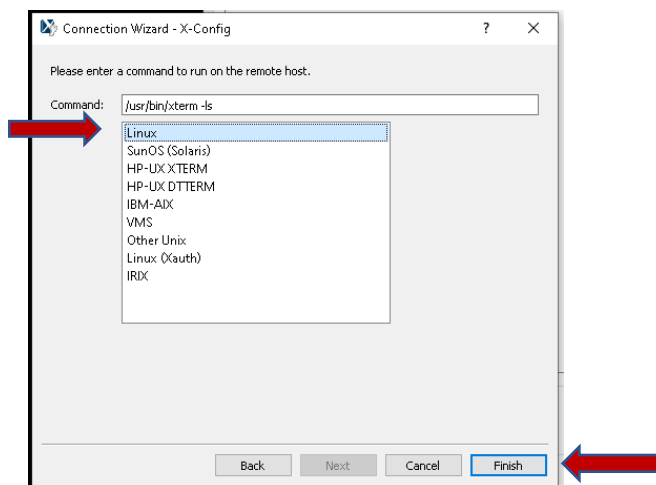 Connection Wizard - X-Config ? X
Please enter a command to run on the remote host.
Command: /usr/bin/xterm -ls
Linux
SunOS (Solaris)
HP-UX XTERM
HP-UX DTTERM
IBM-AIX
VMS
Other Unix
Linux (Xauth)
IRIX
Back Next Cancel Finish